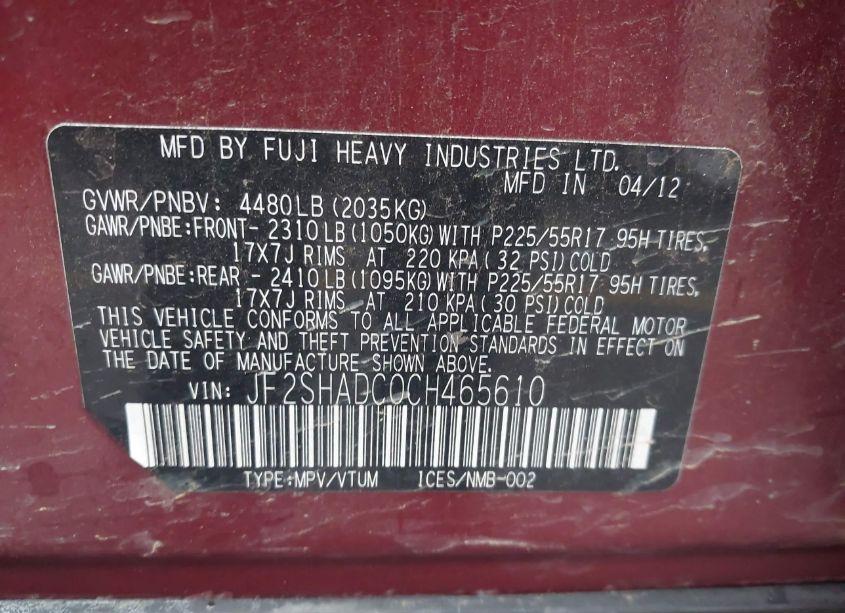 MFD BY FUJI HEAVY INDUSTRIES LTD.
MFD IN 04/12
GVWR/PNBV: 4480LB(2035KG)
GAWR/PNBE:FRONT- 2310LB(1050KG)WITH P225/55R17 95H TIRES,
17X7J RIMS AT 220 KPA(32 PSI)COLD
GAWR/PNBE:REAR - 2410LB(1095KG)WITH P225/55R17 95H TIRES,
17X7J RIMS AT 210 KPA(30 PSI)COLD
THIS VEHICLE CONFORMS TO ALL APPLICABLE FEDERAL MOTOR
VEHICLE SAFETY AND THEFT PREVENTION STANDARDS IN EFFECT ON
THE DATE OF MANUFACTURE SHOWN ABOVE.
VIN: JF2SHADC0CH465610
TYPE:MPV/VTUM ICES/NMB-002